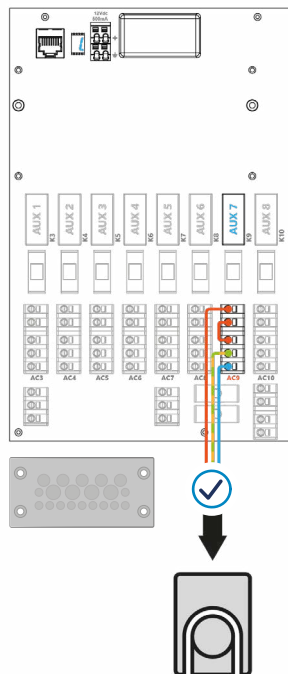 12Vdc
500mA
+
AUX 1
AUX 2
AUX 3
AUX 4
AUX 5
AUX 6
AUX 7
AUX 8
K3
K4
K5
K6
K7
K8
K9
K10
AC3
AC4
AC5
AC6
AC7
AC8
AC9
AC10